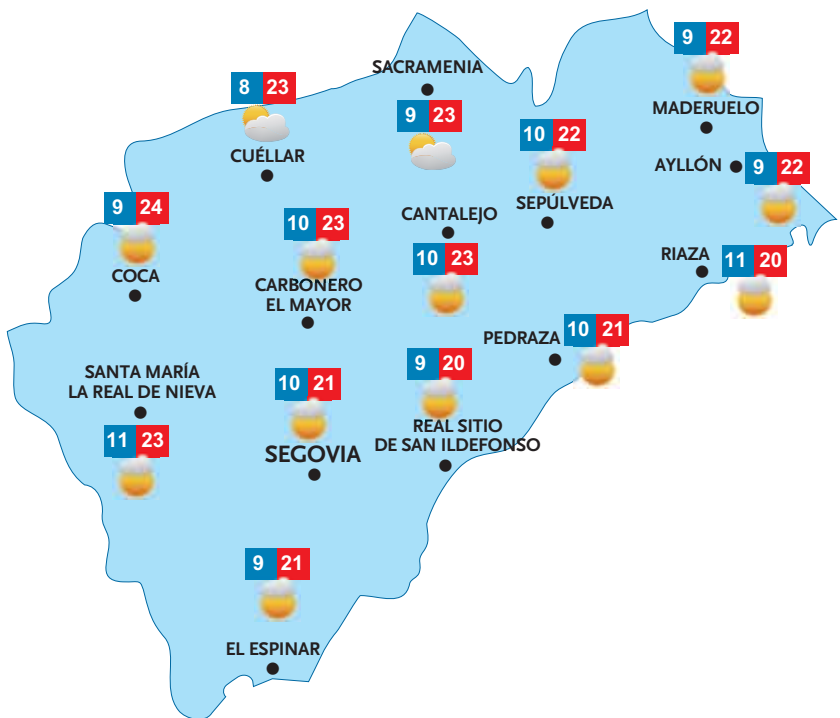 9 22
MADERUELO
SACRAMENIA
9 23
8 23
CUÉLLAR
10 22
SEPÚLVEDA
AYLLÓN
9 22
9 24
COCA
10 23
CARBONERO
EL MAYOR
CANTALEJO
10 23
RIAZA
11 20
PEDRAZA
10 21
SANTA MARÍA
LA REAL DE NIEVA
11 23
10 21
SEGOVIA
9 20
REAL SITIO
DE SAN ILDEFONSO
9 21
EL ESPINAR